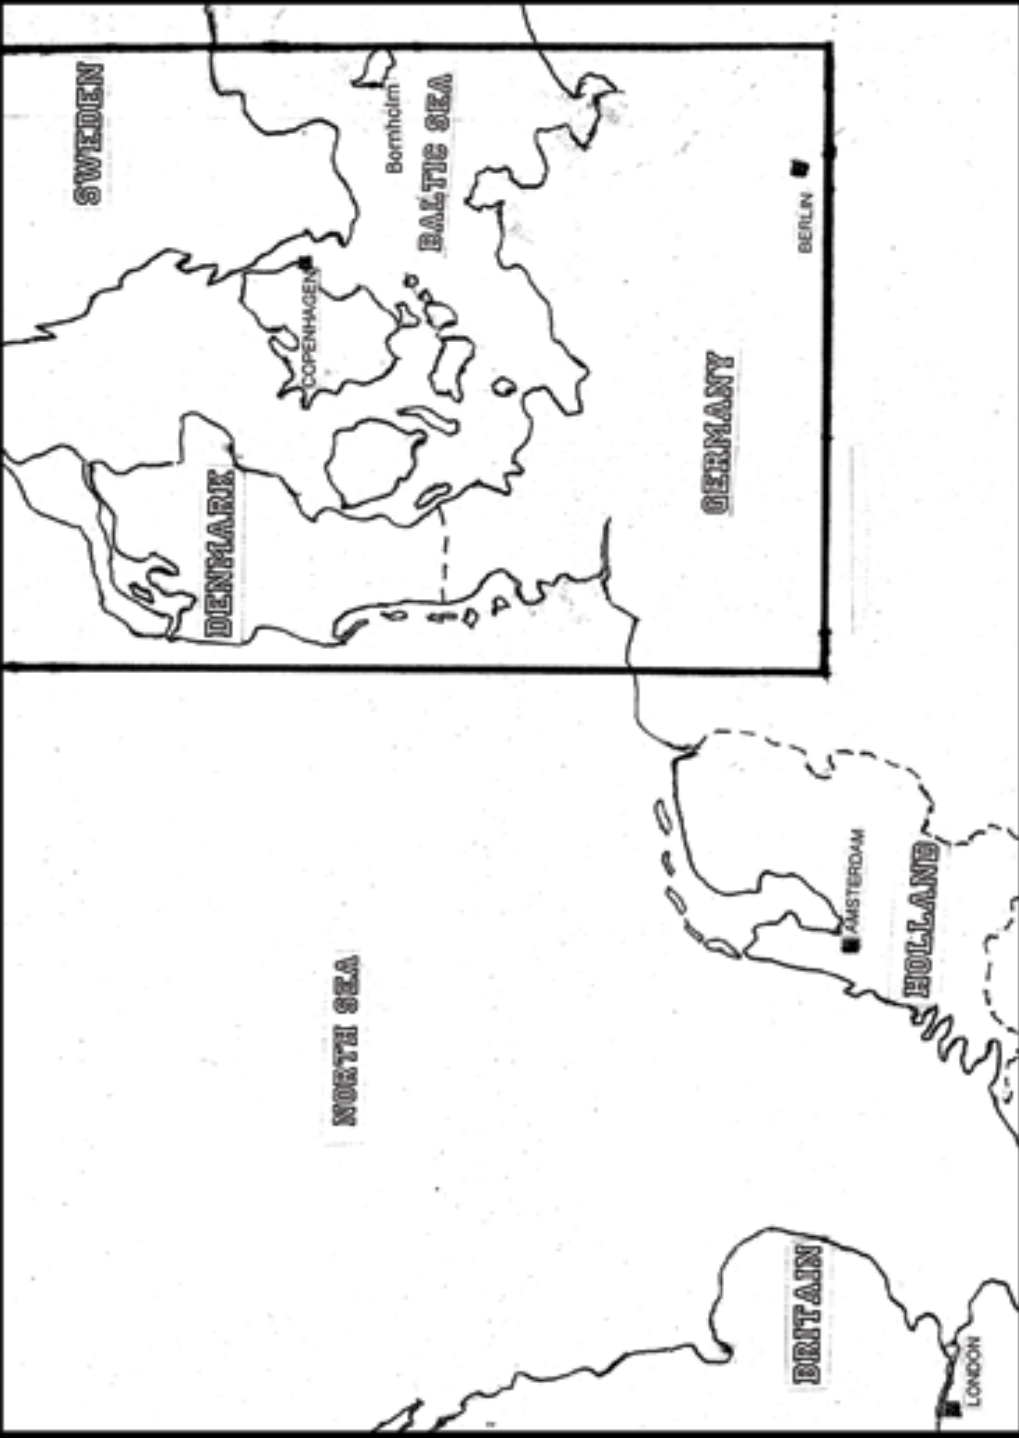 SWEDEN
Bornholm
BALTIC SEA
BERLIN
COPENHAGEN
GERMANY
DENMARK
AMSTERDAM
HOLLAND
NORTH SEA
BRITAIN
LONDON